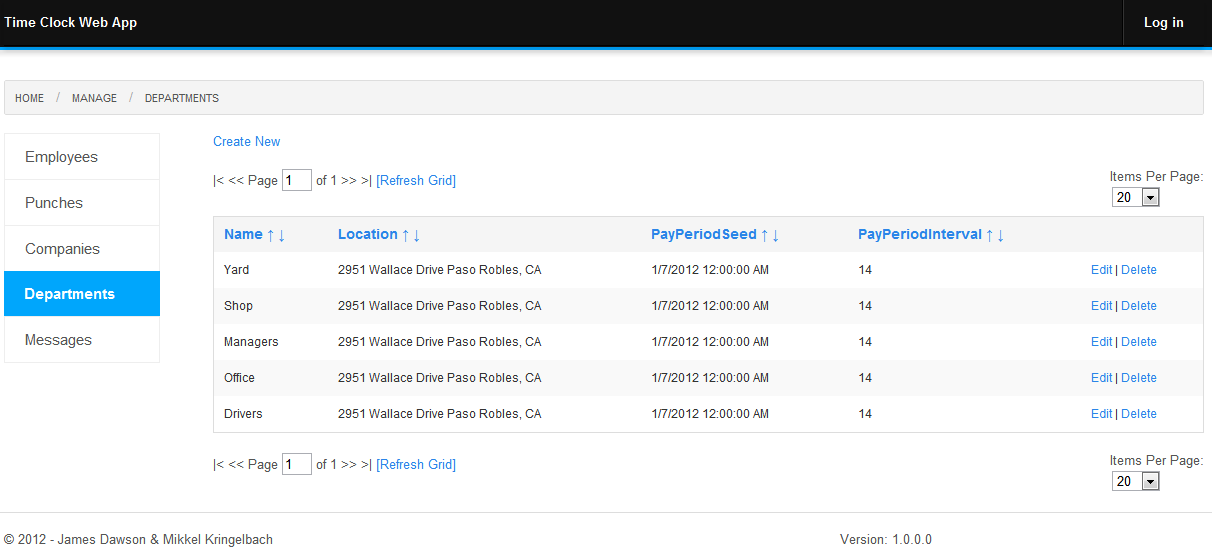 Time Clock Web App Log in
HOME / MANAGE / DEPARTMENTS
Employees
Punches
Companies
Departments
Messages
Create New
|< << Page 1 of 1 >> >| [Refresh Grid]
Items Per Page:
20
Name ↑ ↓ Location ↑ ↓ PayPeriodSeed ↑ ↓ PayPeriodInterval ↑ ↓
Yard 2951 Wallace Drive Paso Robles, CA 1/7/2012 12:00:00 AM 14 Edit | Delete
Shop 2951 Wallace Drive Paso Robles, CA 1/7/2012 12:00:00 AM 14 Edit | Delete
Managers 2951 Wallace Drive Paso Robles, CA 1/7/2012 12:00:00 AM 14 Edit | Delete
Office 2951 Wallace Drive Paso Robles, CA 1/7/2012 12:00:00 AM 14 Edit | Delete
Drivers 2951 Wallace Drive Paso Robles, CA 1/7/2012 12:00:00 AM 14 Edit | Delete
|< << Page 1 of 1 >> >| [Refresh Grid]
Items Per Page:
20
© 2012 - James Dawson & Mikkel Kringelbach Version: 1.0.0.0